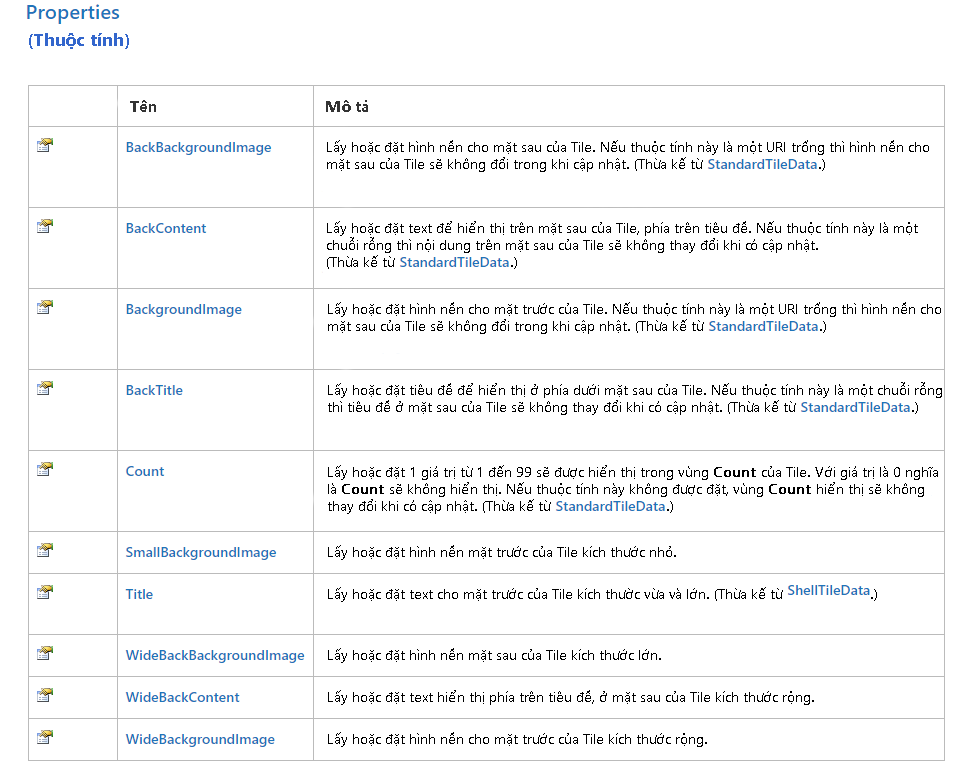 Properties
(Thuộc tính)
Tên
Mô tả
BackBackgroundImage
Lấy hoặc đặt hình nền cho mặt sau của Tile. Nếu thuộc tính này là một URI trống thì hình nền cho
mặt sau của Tile sẽ không đổi trong khi cập nhật. (Thừa kế từ StandardTileData.)
BackContent
Lấy hoặc đặt text để hiển thị trên mặt sau của Tile, phía trên tiêu đề. Nếu thuộc tính này là một
chuỗi rỗng thì nội dung trên mặt sau của Tile sẽ không thay đổi khi có cập nhật.
(Thừa kế từ StandardTileData.)
BackgroundImage
Lấy hoặc đặt hình nền cho mặt trước của Tile. Nếu thuộc tính này là một URI trống thì hình nền cho
mặt sau của Tile sẽ không đổi trong khi cập nhật. (Thừa kế từ StandardTileData.)
BackTitle
Lấy hoặc đặt tiêu đề để hiển thị ở phía dưới mặt sau của Tile. Nếu thuộc tính này là một chuỗi rỗng
thì tiêu đề ở mặt sau của Tile sẽ không thay đổi khi có cập nhật. (Thừa kế từ StandardTileData.)
Count
Lấy hoặc đặt 1 giá trị từ 1 đến 99 sẽ được hiển thị trong vùng Count của Tile. Với giá trị là 0 nghĩa
là Count sẽ không hiển thị. Nếu thuộc tính này không được đặt, vùng Count hiển thị sẽ không
thay đổi khi có cập nhật. (Thừa kế từ StandardTileData.)
SmallBackgroundImage
Lấy hoặc đặt hình nền mặt trước của Tile kích thước nhỏ.
Title
Lấy hoặc đặt text cho mặt trước của Tile kích thườc vừa và lớn. (Thừa kế từ ShellTileData.)
WideBackBackgroundImage
Lấy hoặc đặt hình nền mặt sau của Tile kích thước lớn.
WideBackContent
Lấy hoặc đặt text hiển thị phía trên tiêu đề, ở mặt sau của Tile kích thước rộng.
WideBackgroundImage
Lấy hoặc đặt hình nền cho mặt trước của Tile kích thước rộng.